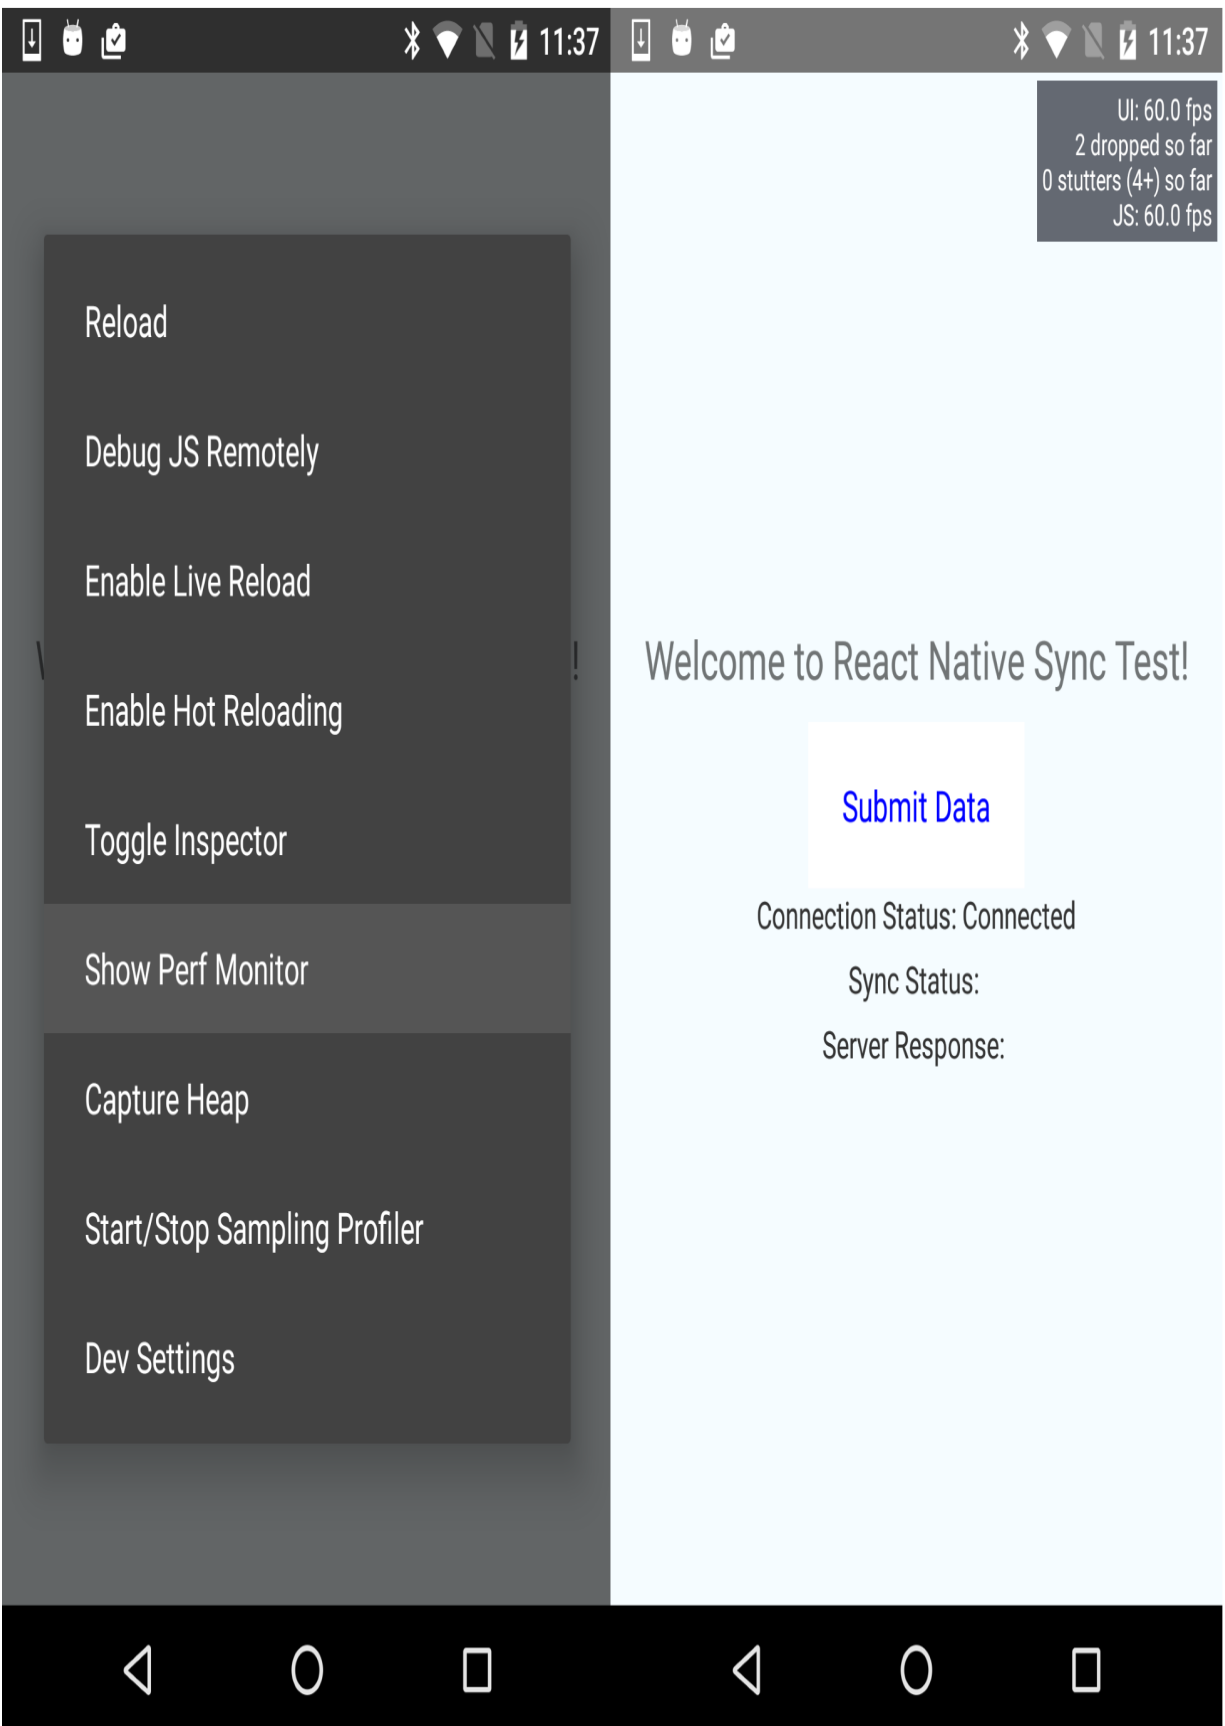 11:37
Reload
Debug JS Remotely
Enable Live Reload
Enable Hot Reloading
Toggle Inspector
Show Perf Monitor
Capture Heap
Start/Stop Sampling Profiler
Dev Settings
!
11:37
UI: 60.0 fps
2 dropped so far
0 stutters (4+) so far
JS: 60.0 fps
Welcome to React Native Sync Test!
Submit Data
Connection Status: Connected
Sync Status:
Server Response: